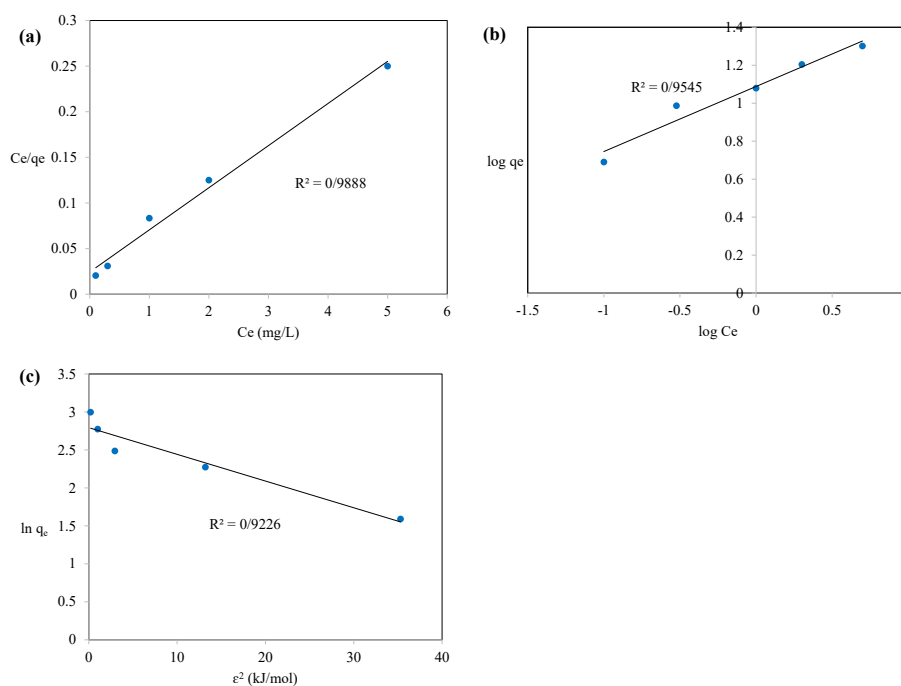 (a)
0.3
0.25
0.2
0.15
0.1
0.05
0
Ce/qe
R² = 0/9888
0 1 2 3 4 5 6
Ce (mg/L)
(b)
1.4
1.2
1
0.8
0.6
0.4
0.2
0
log qe
R² = 0/9545
-1.5 -1 -0.5 0 0.5
log Ce
(c)
3.5
3
2.5
2
1.5
1
0.5
0
ln qₑ
R² = 0/9226
0 10 20 30 40
ε² (kJ/mol)